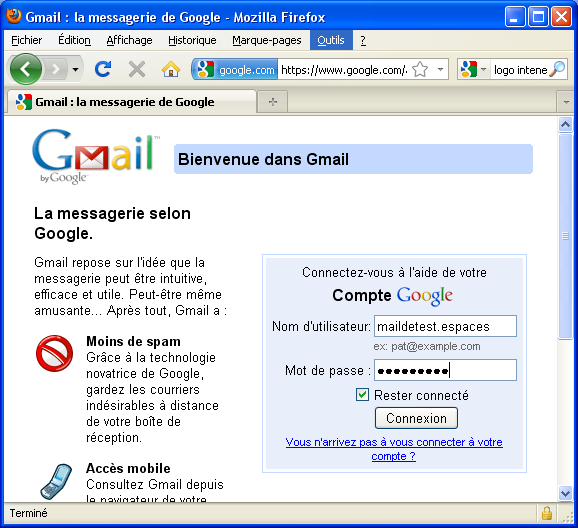 Gmail : la messagerie de Google - Mozilla Firefox
Fichier Édition Affichage Historique Marque-pages Outils ?
google.com https://www.google.com/. logo intene
Gmail : la messagerie de Google
Gmail™
by Google
Bienvenue dans Gmail
La messagerie selon
Google.
Gmail repose sur l'idée que la
messagerie peut être intuitive,
efficace et utile. Peut-être même
amusante... Après tout, Gmail a :
Moins de spam
Grâce à la technologie
novatrice de Google,
gardez les courriers
indésirables à distance
de votre boîte de
réception.
Accès mobile
Consultez Gmail depuis
le navigateur de votre
Connectez-vous à l'aide de votre
Compte Google
Nom d'utilisateur: maildetest.espaces
ex: pat@example.com
Mot de passe : •••••••••
Rester connecté
Connexion
Vous n'arrivez pas à vous connecter à votre
compte ?
Terminé